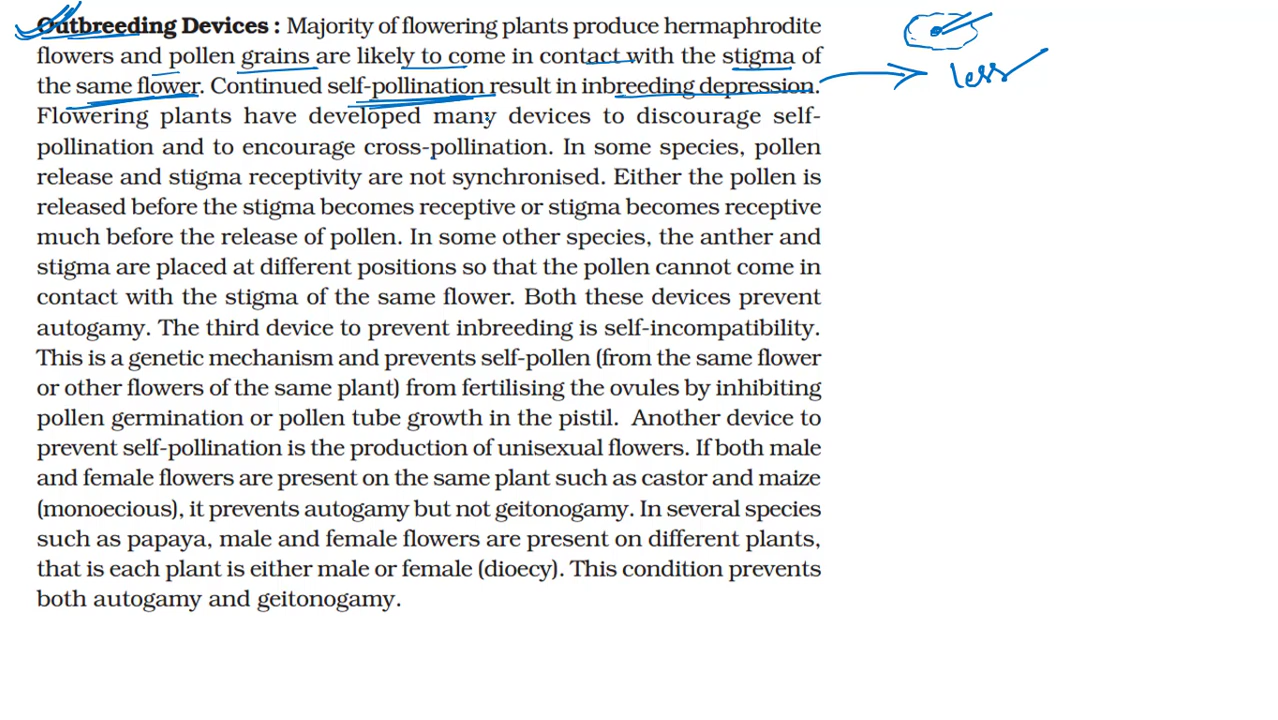 Outbreeding Devices : Majority of flowering plants produce hermaphrodite
flowers and pollen grains are likely to come in contact with the stigma of
the same flower. Continued self-pollination result in inbreeding depression.
less
Flowering plants have developed many devices to discourage self-
pollination and to encourage cross-pollination. In some species, pollen
release and stigma receptivity are not synchronised. Either the pollen is
released before the stigma becomes receptive or stigma becomes receptive
much before the release of pollen. In some other species, the anther and
stigma are placed at different positions so that the pollen cannot come in
contact with the stigma of the same flower. Both these devices prevent
autogamy. The third device to prevent inbreeding is self-incompatibility.
This is a genetic mechanism and prevents self-pollen (from the same flower
or other flowers of the same plant) from fertilising the ovules by inhibiting
pollen germination or pollen tube growth in the pistil. Another device to
prevent self-pollination is the production of unisexual flowers. If both male
and female flowers are present on the same plant such as castor and maize
(monoecious), it prevents autogamy but not geitonogamy. In several species
such as papaya, male and female flowers are present on different plants,
that is each plant is either male or female (dioecy). This condition prevents
both autogamy and geitonogamy.